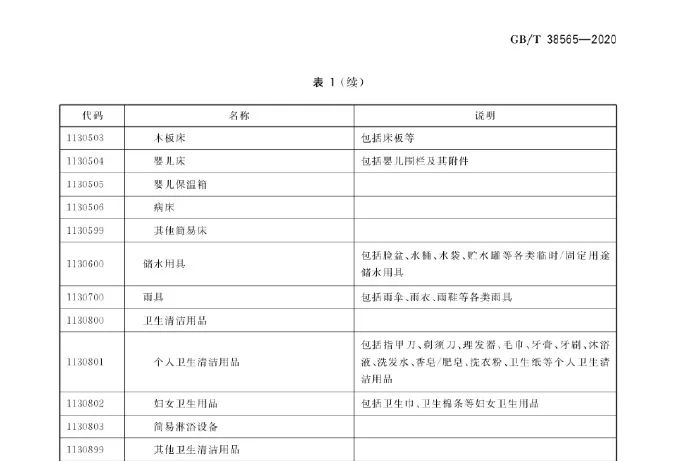 GB/T 38565—2020
表 1（续）
代码 名称 说明
1130503 木板床 包括床板等
1130504 婴儿床 包括婴儿围栏及其附件
1130505 婴儿保温箱
1130506 病床
1130599 其他简易床
1130600 储水用具 包括脸盆、水桶、水袋、贮水罐等各类临时/固定用途
储水用具
1130700 雨具 包括雨伞、雨衣、雨鞋等各类雨具
1130800 卫生清洁用品
1130801 个人卫生清洁用品 包括指甲刀、剃须刀、理发器、毛巾、牙膏、牙刷、沐浴
液、洗发水、香皂/肥皂、洗衣粉、卫生纸等个人卫生清
洁用品
1130802 妇女卫生用品 包括卫生巾、卫生棉条等妇女卫生用品
1130803 简易淋浴设备
1130899 其他卫生清洁用品